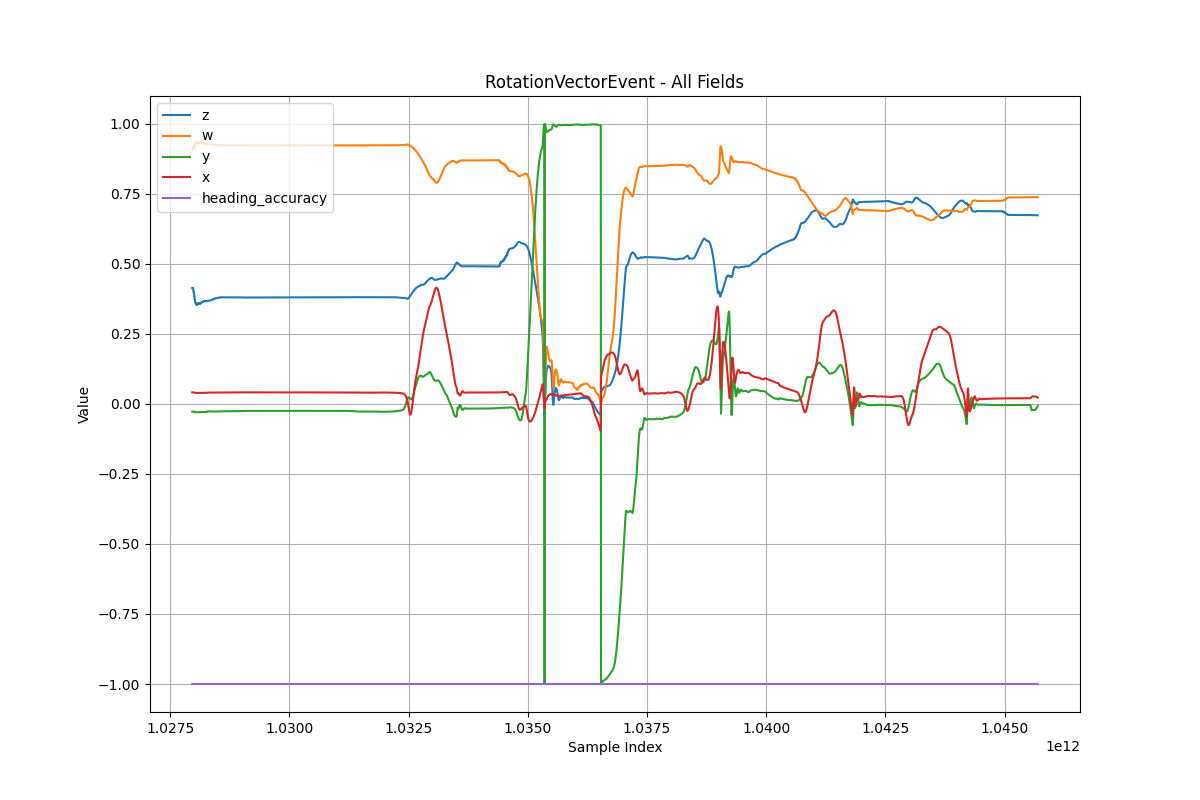 RotationVectorEvent - All Fields
z
w
y
x
heading_accuracy
1.00
0.75
0.50
0.25
0.00
−0.25
−0.50
−0.75
−1.00
Value
1.0275 1.0300 1.0325 1.0350 1.0375 1.0400 1.0425 1.0450
1e12
Sample Index